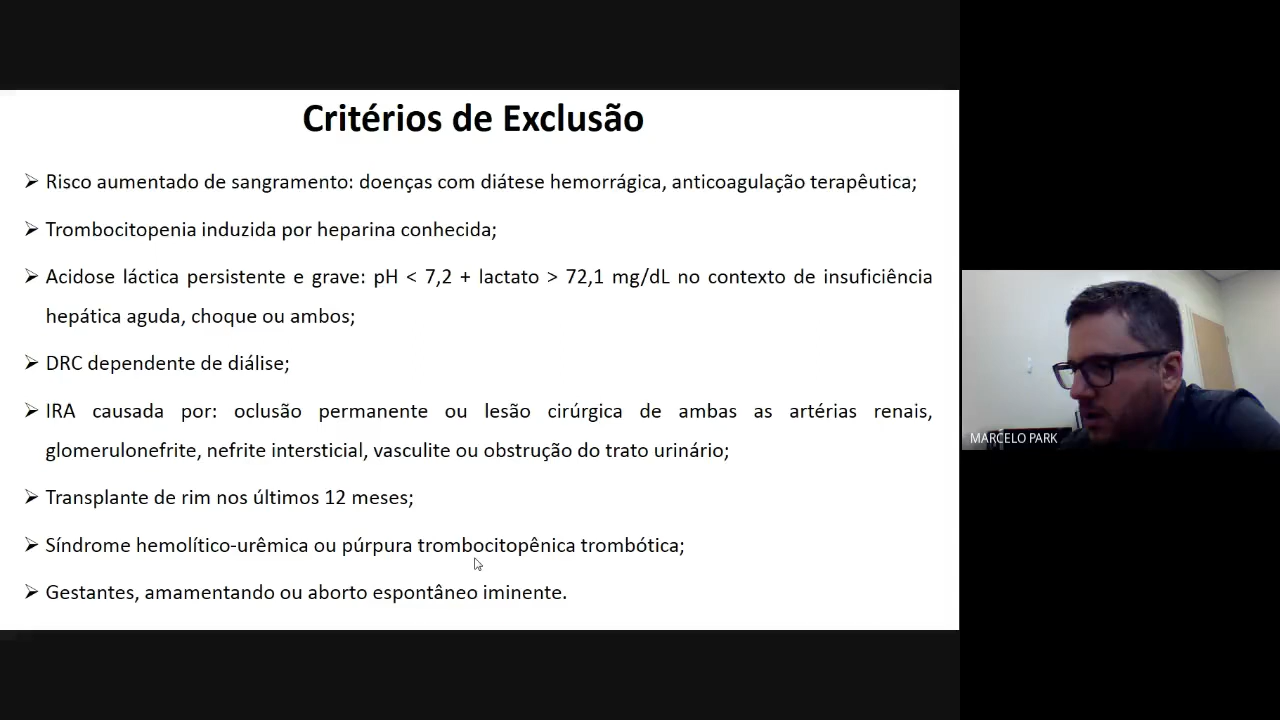 Critérios de Exclusão
➢ Risco aumentado de sangramento: doenças com diátese hemorrágica, anticoagulação terapêutica;
➢ Trombocitopenia induzida por heparina conhecida;
➢ Acidose láctica persistente e grave: pH < 7,2 + lactato > 72,1 mg/dL no contexto de insuficiência
hepática aguda, choque ou ambos;
➢ DRC dependente de diálise;
➢ IRA causada por: oclusão permanente ou lesão cirúrgica de ambas as artérias renais,
glomerulonefrite, nefrite intersticial, vasculite ou obstrução do trato urinário;
➢ Transplante de rim nos últimos 12 meses;
➢ Síndrome hemolítico-urêmica ou púrpura trombocitopênica trombótica;
➢ Gestantes, amamentando ou aborto espontâneo iminente.
MARCELO PARK